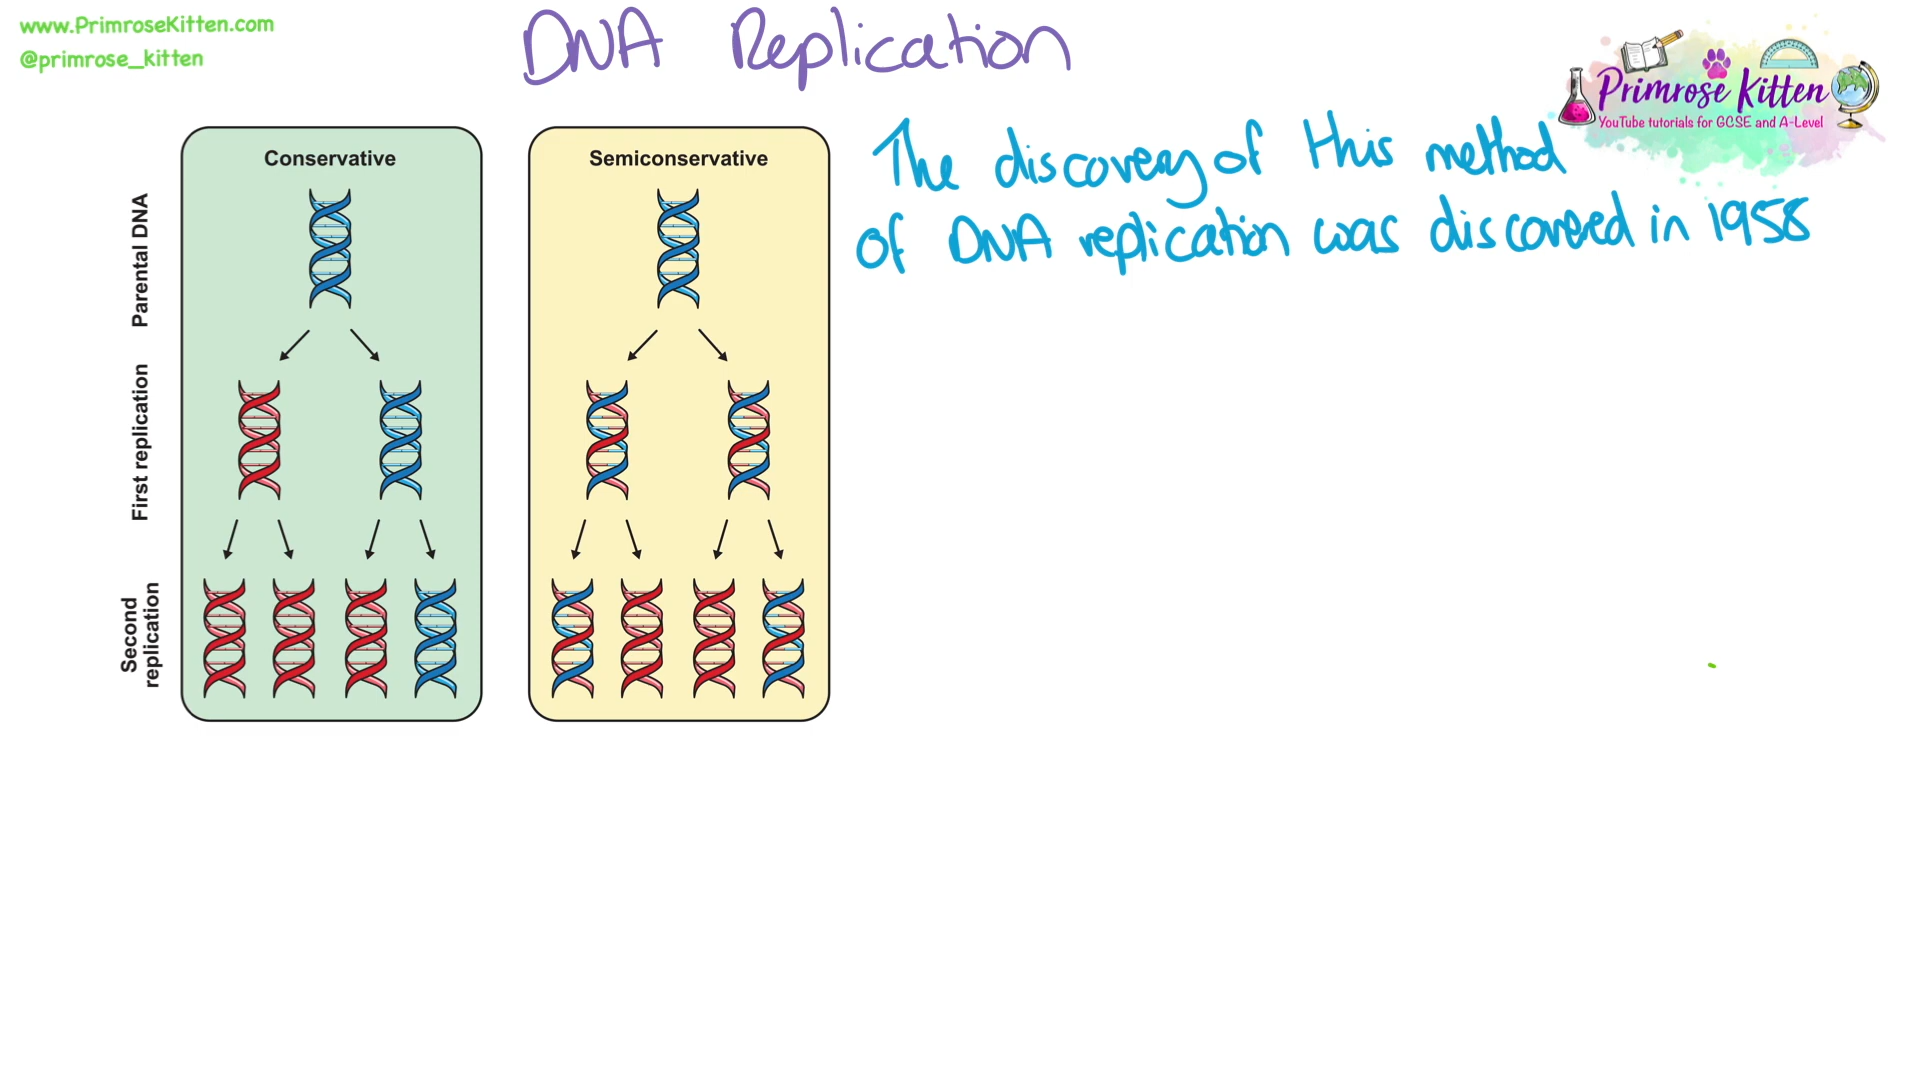 www.PrimroseKitten.com
@primrose_kitten
DNA Replication
Primrose Kitten
YouTube tutorials for GCSE and A-Level
The discovery of this method
of DNA replication was discovered in 1958
Conservative
Semiconservative
Parental DNA
First replication
Second
replication